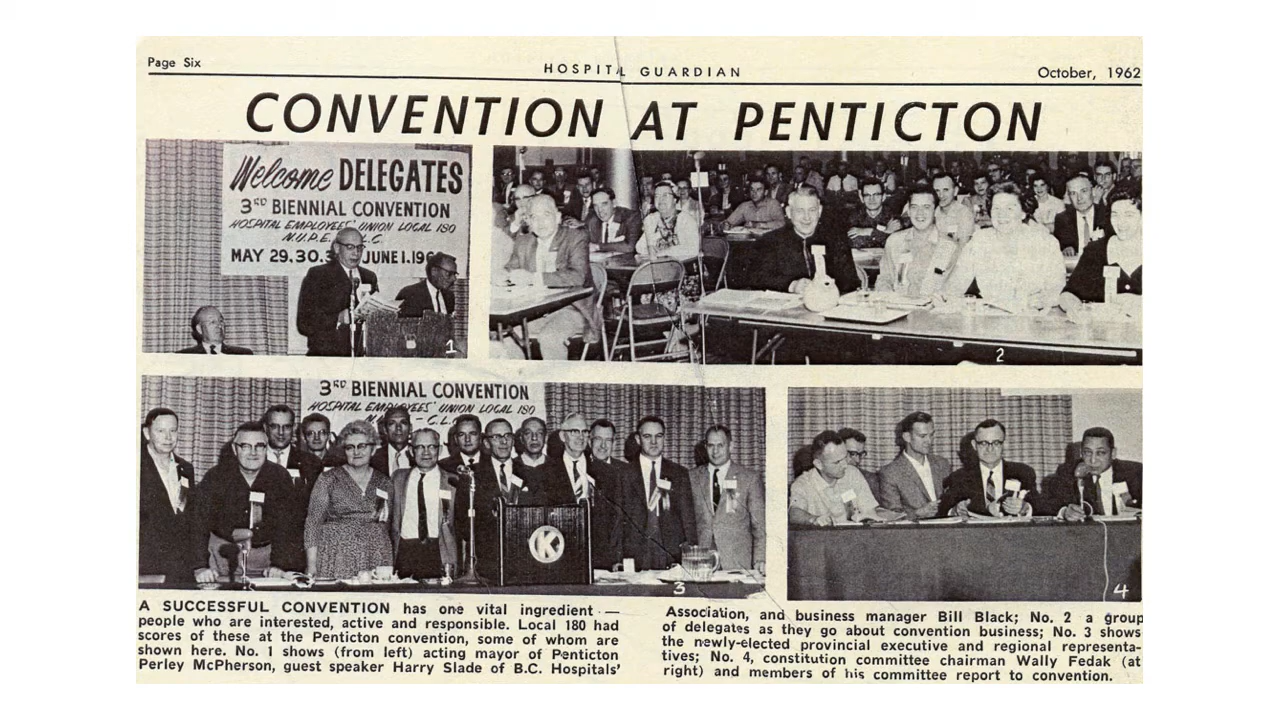 Page Six
HOSPITAL GUARDIAN
October, 1962
CONVENTION AT PENTICTON
Welcome DELEGATES
3RD BIENNIAL CONVENTION
HOSPITAL EMPLOYEES' UNION LOCAL 180
N.U.P.E. L.C.
MAY 29.30.3 JUNE 1.19
1
2
3RD BIENNIAL CONVENTION
HOSPITAL EMPLOYEES' UNION LOCAL 180
C.L.
K
3
4
A SUCCESSFUL CONVENTION has one vital ingredient —
people who are interested, active and responsible. Local 180 had
scores of these at the Penticton convention, some of whom are
shown here. No. 1 shows (from left) acting mayor of Penticton
Perley McPherson, guest speaker Harry Slade of B.C. Hospitals'
Association, and business manager Bill Black; No. 2 a group
of delegates as they go about convention business; No. 3 shows
the newly-elected provincial executive and regional representa-
tives; No. 4, constitution committee chairman Wally Fedak (at
right) and members of his committee report to convention.